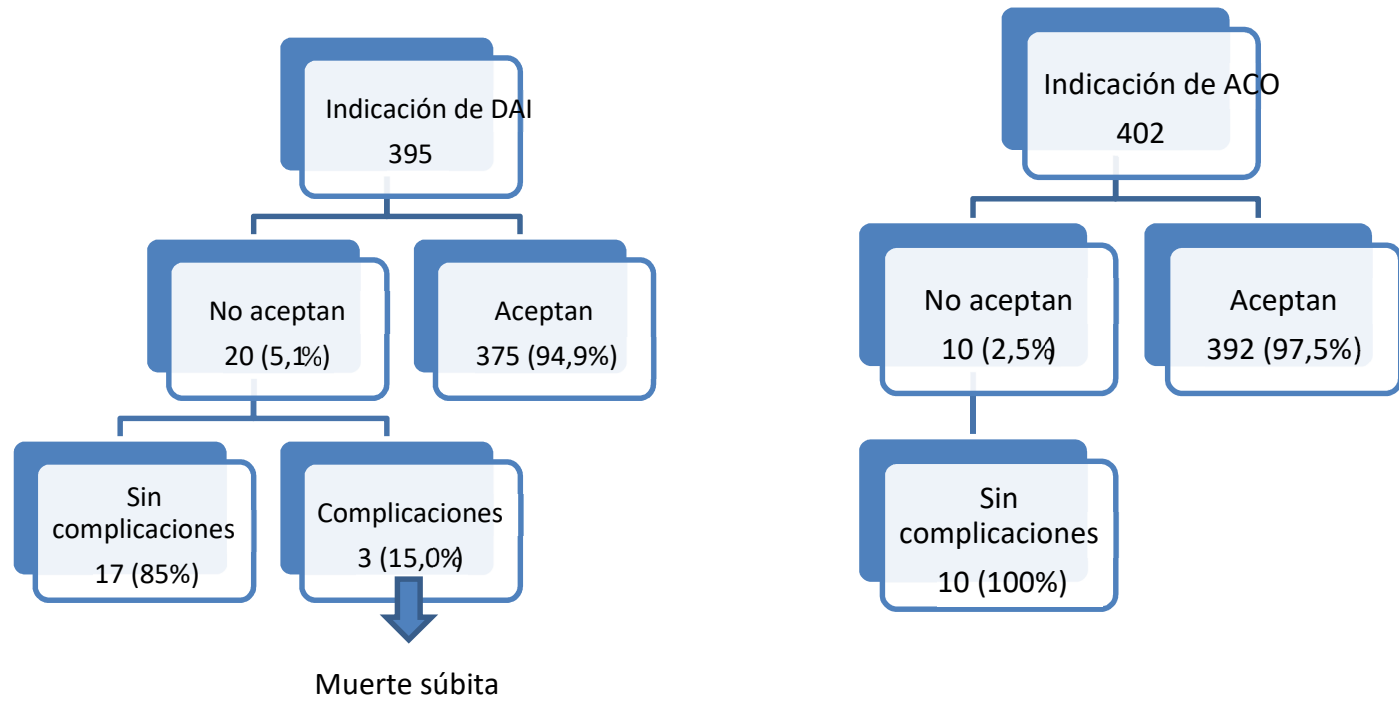 Indicación de DAI
395
No aceptan
20 (5,1%)
Aceptan
375 (94,9%)
Sin
complicaciones
17 (85%)
Complicaciones
3 (15,0%)
Muerte súbita
Indicación de ACO
402
No aceptan
10 (2,5%)
Aceptan
392 (97,5%)
Sin
complicaciones
10 (100%)